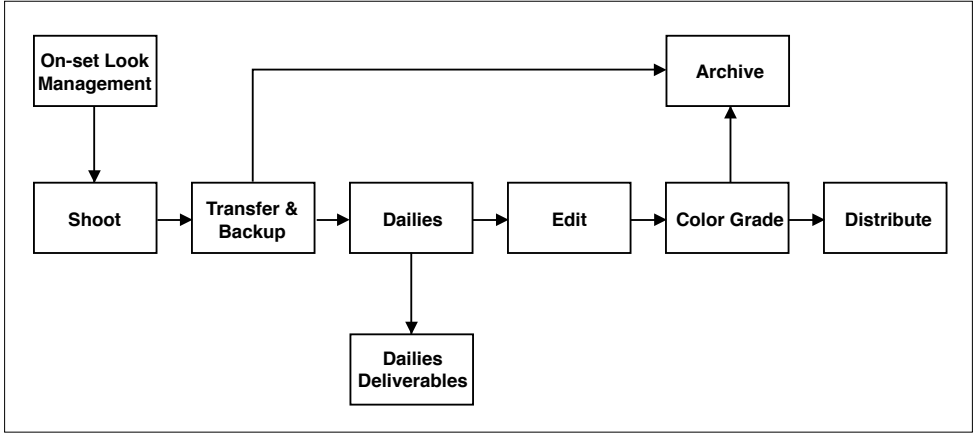 On-set Look
Management
Archive
Shoot
Transfer &
Backup
Dailies
Edit
Color Grade
Distribute
Dailies
Deliverables